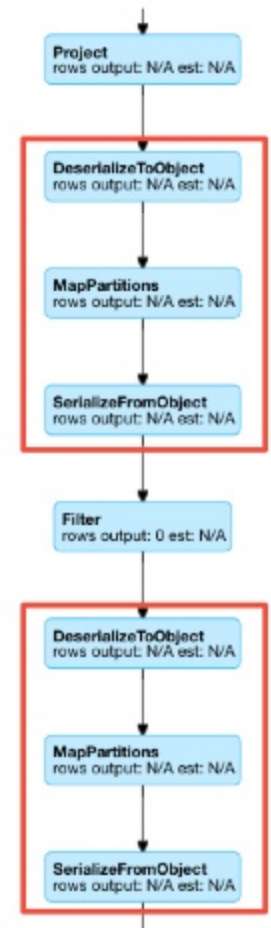 Project
rows output: N/A est: N/A
DeserializeToObject
rows output: N/A est: N/A
MapPartitions
rows output: N/A est: N/A
SerializeFromObject
rows output: N/A est: N/A
Filter
rows output: 0 est: N/A
DeserializeToObject
rows output: N/A est: N/A
MapPartitions
rows output: N/A est: N/A
SerializeFromObject
rows output: N/A est: N/A